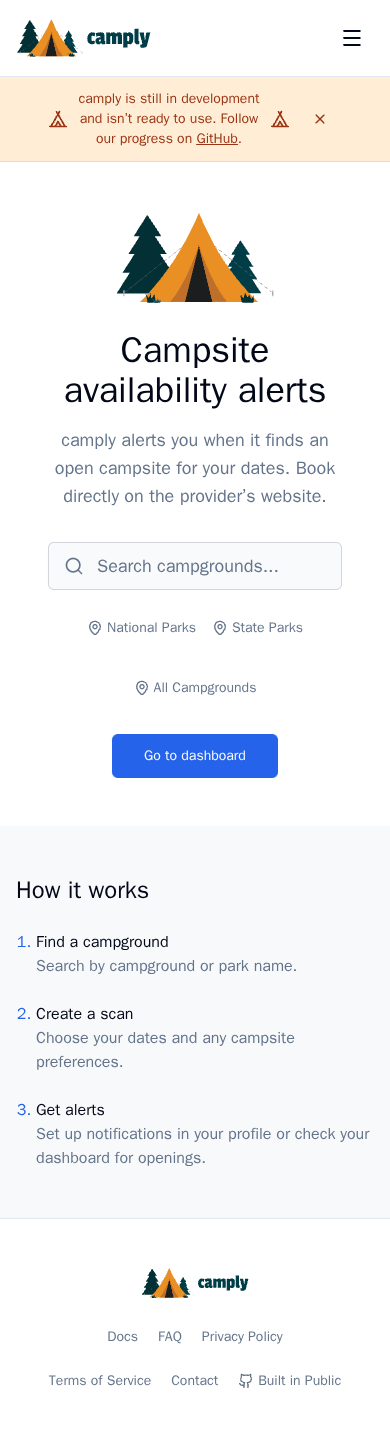 camply
camply is still in development
and isn't ready to use. Follow
our progress on GitHub.
Campsite
availability alerts
camply alerts you when it finds an
open campsite for your dates. Book
directly on the provider's website.
Search campgrounds...
National Parks State Parks
All Campgrounds
Go to dashboard
How it works
1. Find a campground
Search by campground or park name.
2. Create a scan
Choose your dates and any campsite
preferences.
3. Get alerts
Set up notifications in your profile or check your
dashboard for openings.
camply
Docs FAQ Privacy Policy
Terms of Service Contact Built in Public